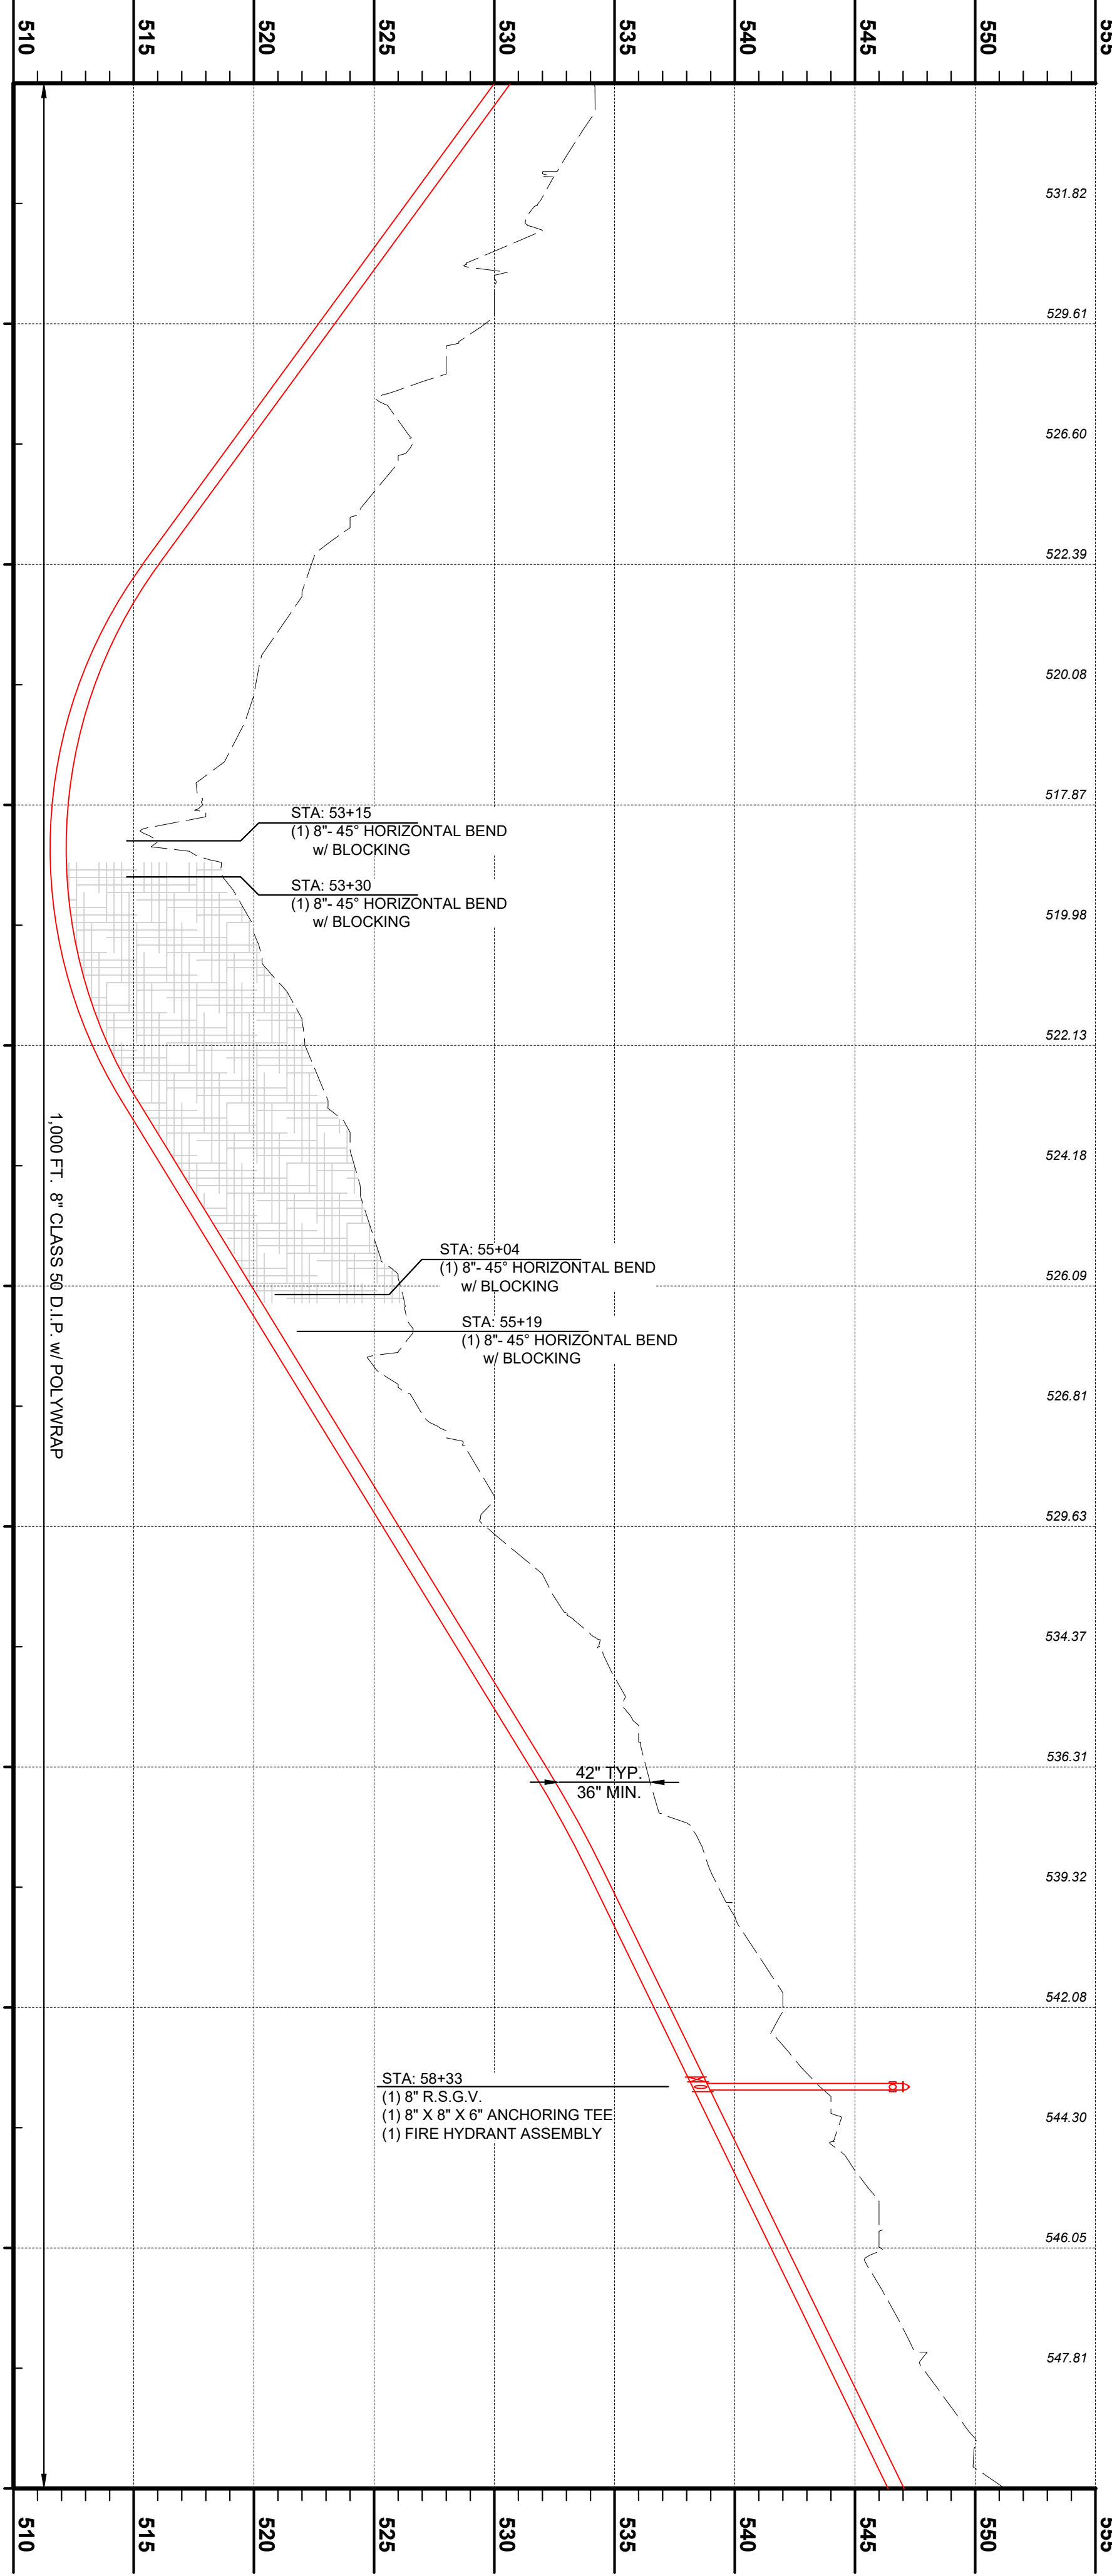 510
515
520
525
530
535
540
545
550
555
531.82
529.61
526.60
522.39
520.08
517.87
STA: 53+15
(1) 8"- 45° HORIZONTAL BEND
w/ BLOCKING
STA: 53+30
(1) 8"- 45° HORIZONTAL BEND
w/ BLOCKING
519.98
522.13
1,000 FT. 8" CLASS 50 D.I.P. w/ POLYWRAP
524.18
STA: 55+04
(1) 8"- 45° HORIZONTAL BEND
w/ BLOCKING
526.09
STA: 55+19
(1) 8"- 45° HORIZONTAL BEND
w/ BLOCKING
526.81
529.63
534.37
536.31
42" TYP.
36" MIN.
539.32
542.08
STA: 58+33
(1) 8" R.S.G.V.
(1) 8" X 8" X 6" ANCHORING TEE
(1) FIRE HYDRANT ASSEMBLY
544.30
546.05
547.81
510
515
520
525
530
535
540
545
550
555